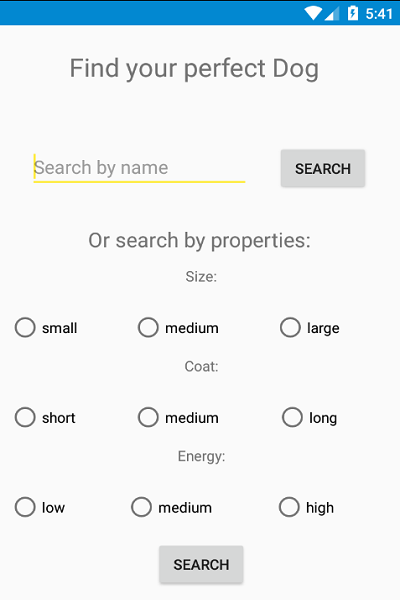 5:41
Find your perfect Dog
Search by name SEARCH
Or search by properties:
Size:
small medium large
Coat:
short medium long
Energy:
low medium high
SEARCH